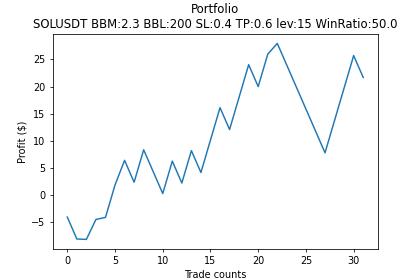 Portfolio
SOLUSDT BBM:2.3 BBL:200 SL:0.4 TP:0.6 lev:15 WinRatio:50.0
25
20
15
10
5
0
−5
Profit ($)
0 5 10 15 20 25 30
Trade counts